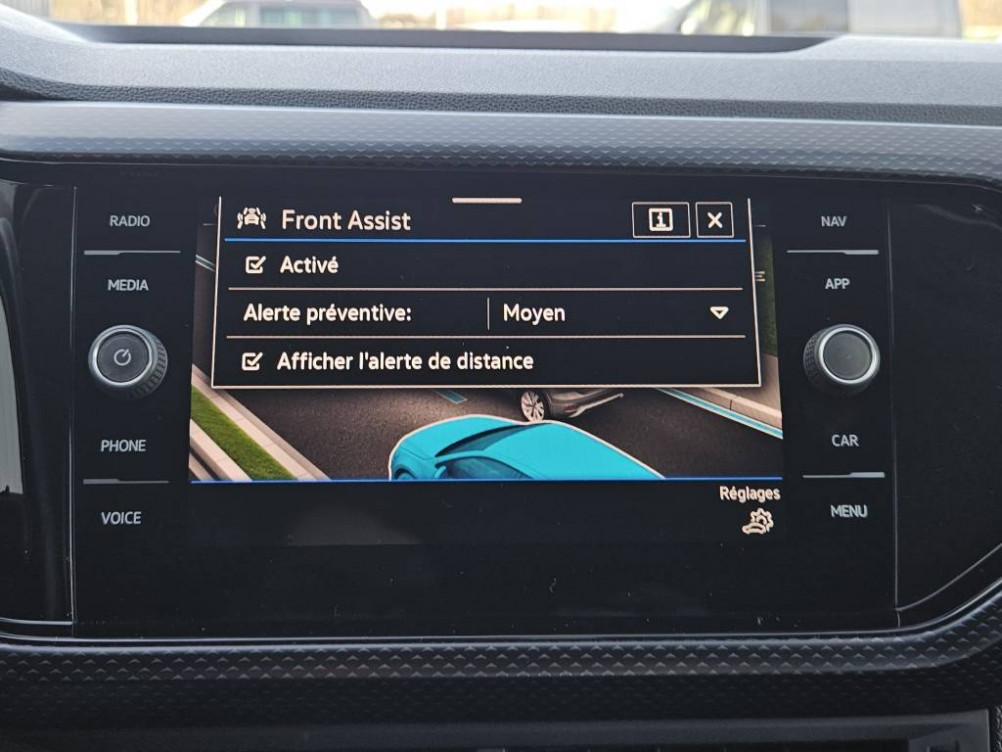 RADIO
MEDIA
PHONE
VOICE
Front Assist
Activé
Alerte préventive: Moyen
Afficher l'alerte de distance
Réglages
NAV
APP
CAR
MENU